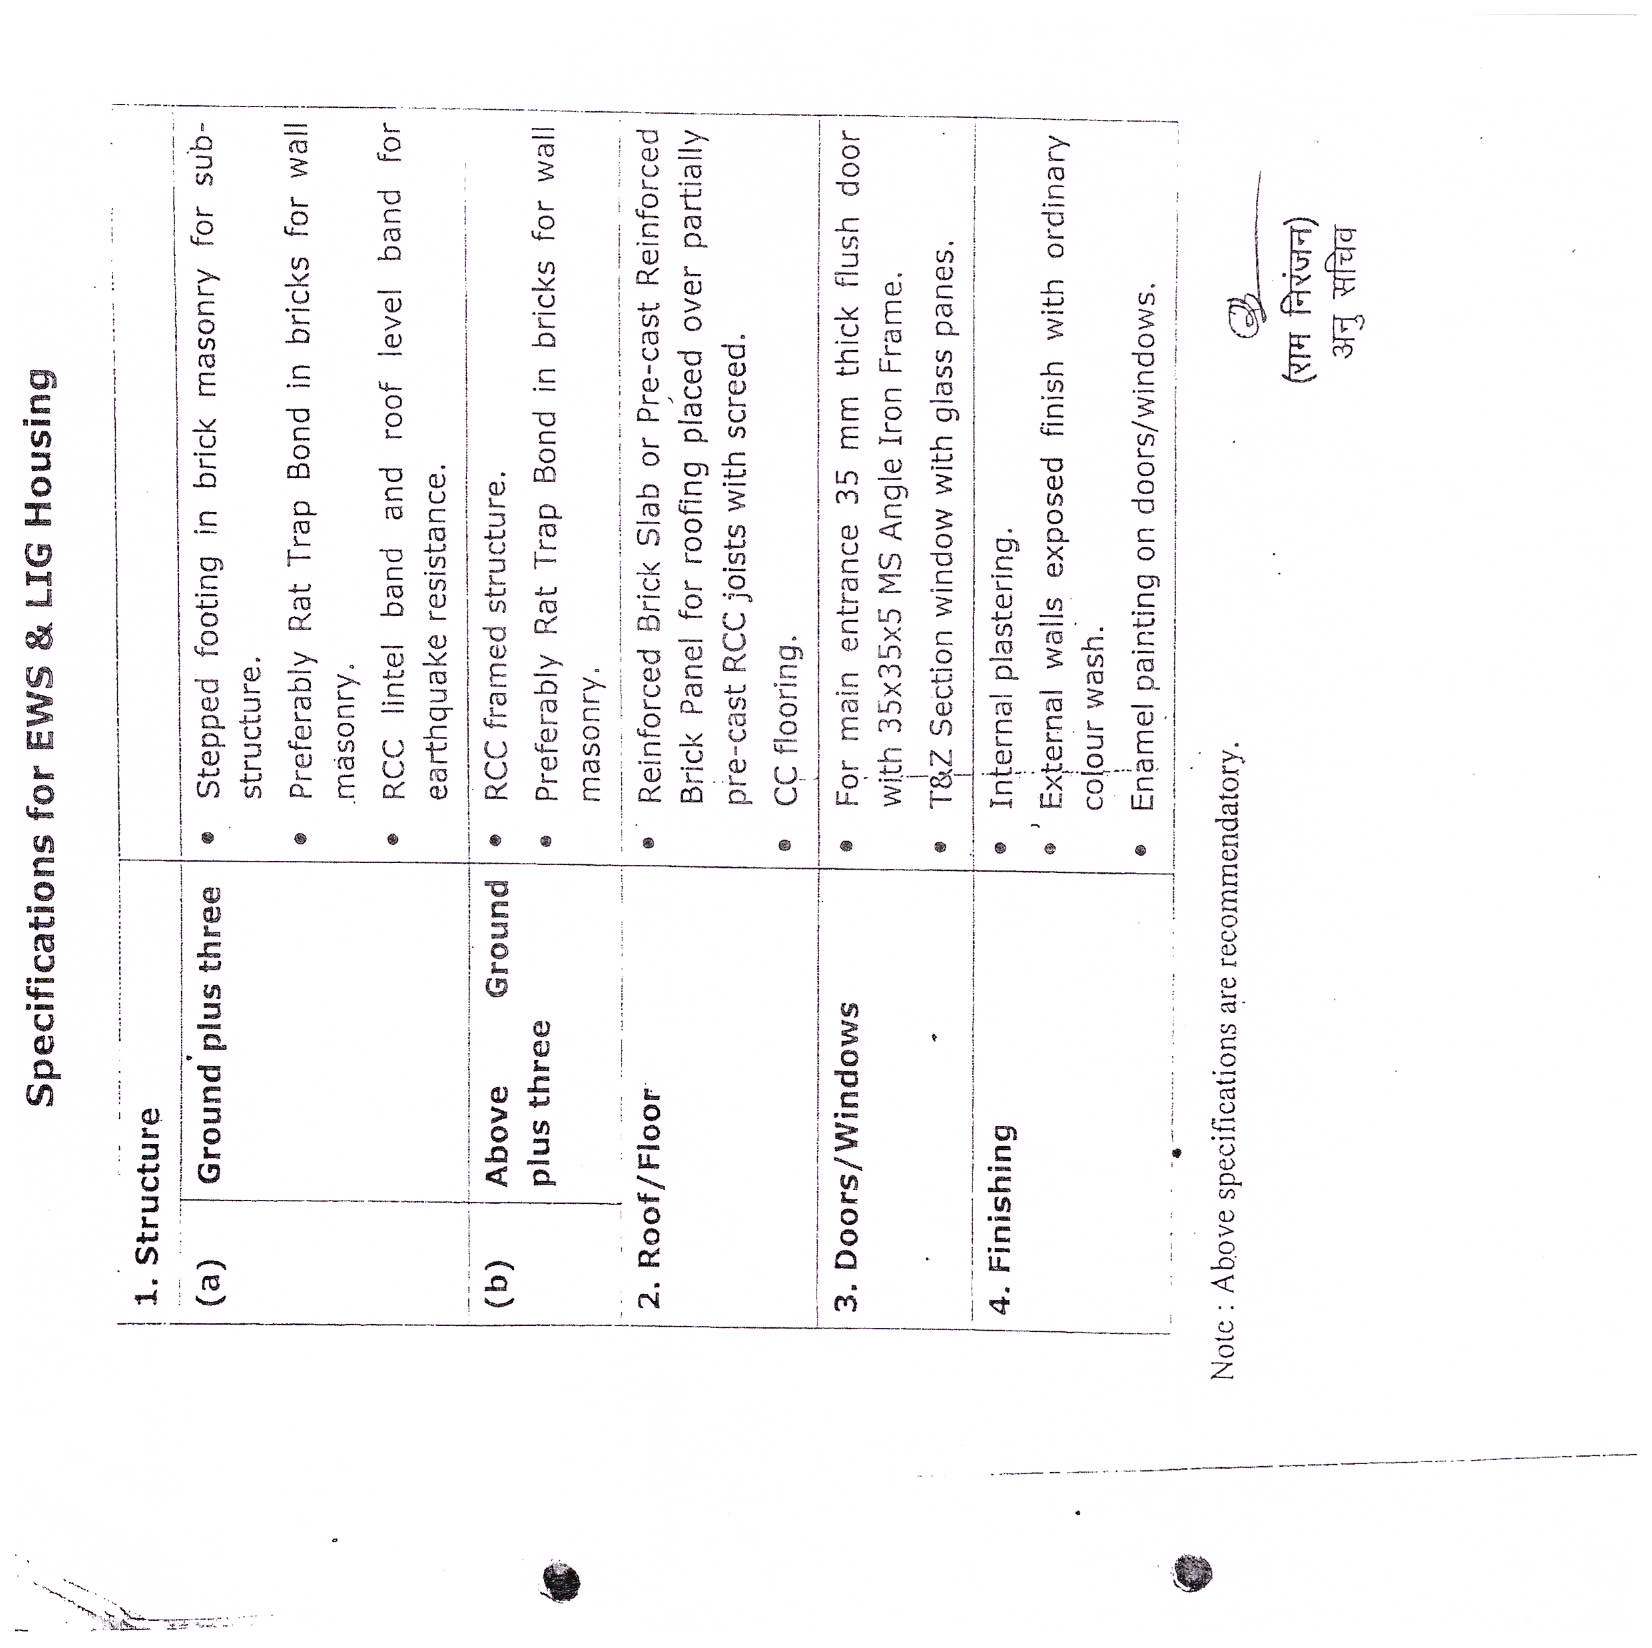 Specifications for EWS & LIG Housing
1. Structure
(a) Ground plus three
• Stepped footing in brick masonry for sub-
structure.
• Preferably Rat Trap Bond in bricks for wall
masonry.
• RCC lintel band and roof level band for
earthquake resistance.
(b) Above Ground
plus three
• RCC framed structure.
• Preferably Rat Trap Bond in bricks for wall
masonry.
2. Roof/Floor
• Reinforced Brick Slab or Pre-cast Reinforced
Brick Panel for roofing placed over partially
pre-cast RCC joists with screed.
• CC flooring.
3. Doors/Windows
• For main entrance 35 mm thick flush door
with 35x35x5 MS Angle Iron Frame.
• T&Z Section window with glass panes.
4. Finishing
• Internal plastering.
• External walls exposed finish with ordinary
colour wash.
• Enamel painting on doors/windows.
Note : Above specifications are recommendatory.
(राम निरंजन)
अनु सचिव